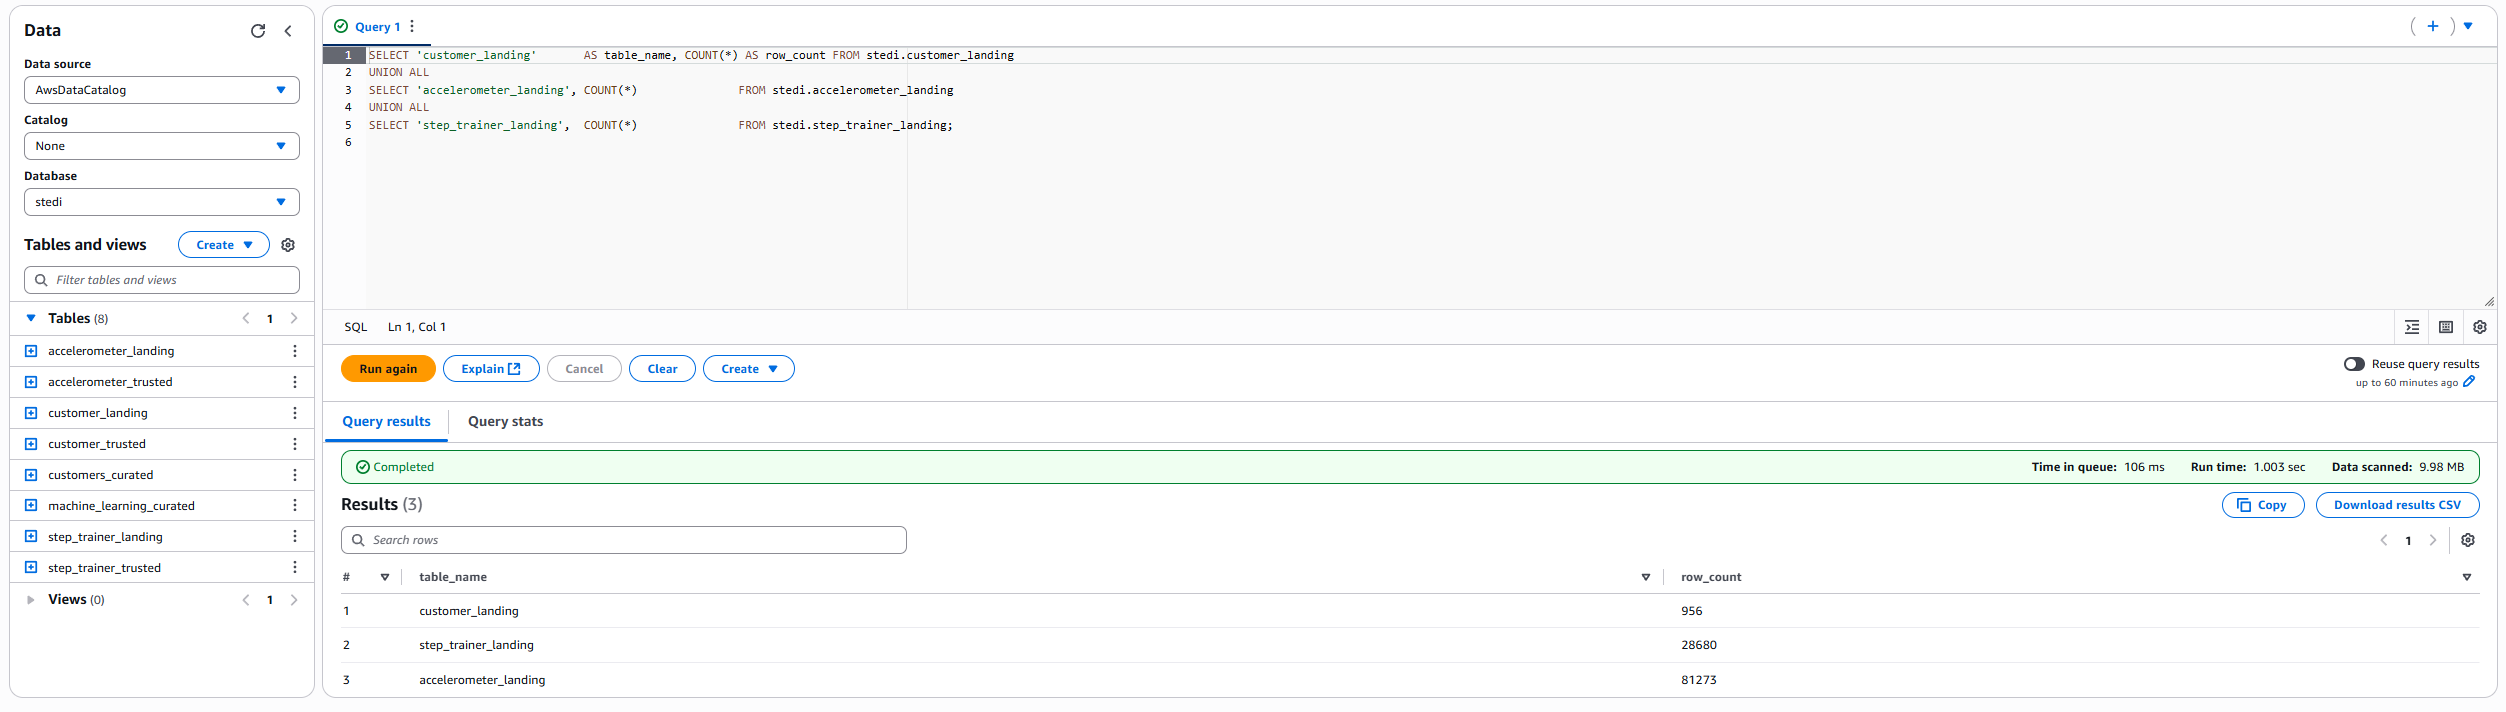 Data
Data source
AwsDataCatalog
Catalog
None
Database
stedi
Tables and views
Create
Filter tables and views
Tables (8)
1
accelerometer_landing
accelerometer_trusted
customer_landing
customer_trusted
customers_curated
machine_learning_curated
step_trainer_landing
step_trainer_trusted
Views (0)
1
Query 1
1 SELECT 'customer_landing' AS table_name, COUNT(*) AS row_count FROM stedi.customer_landing
2 UNION ALL
3 SELECT 'accelerometer_landing', COUNT(*) FROM stedi.accelerometer_landing
4 UNION ALL
5 SELECT 'step_trainer_landing', COUNT(*) FROM stedi.step_trainer_landing;
6
SQL Ln 1, Col 1
Run again Explain Cancel Clear Create
Reuse query results
up to 60 minutes ago
Query results Query stats
Completed Time in queue: 106 ms Run time: 1.003 sec Data scanned: 9.98 MB
Results (3) Copy Download results CSV
Search rows 1
# table_name row_count
1 customer_landing 956
2 step_trainer_landing 28680
3 accelerometer_landing 81273